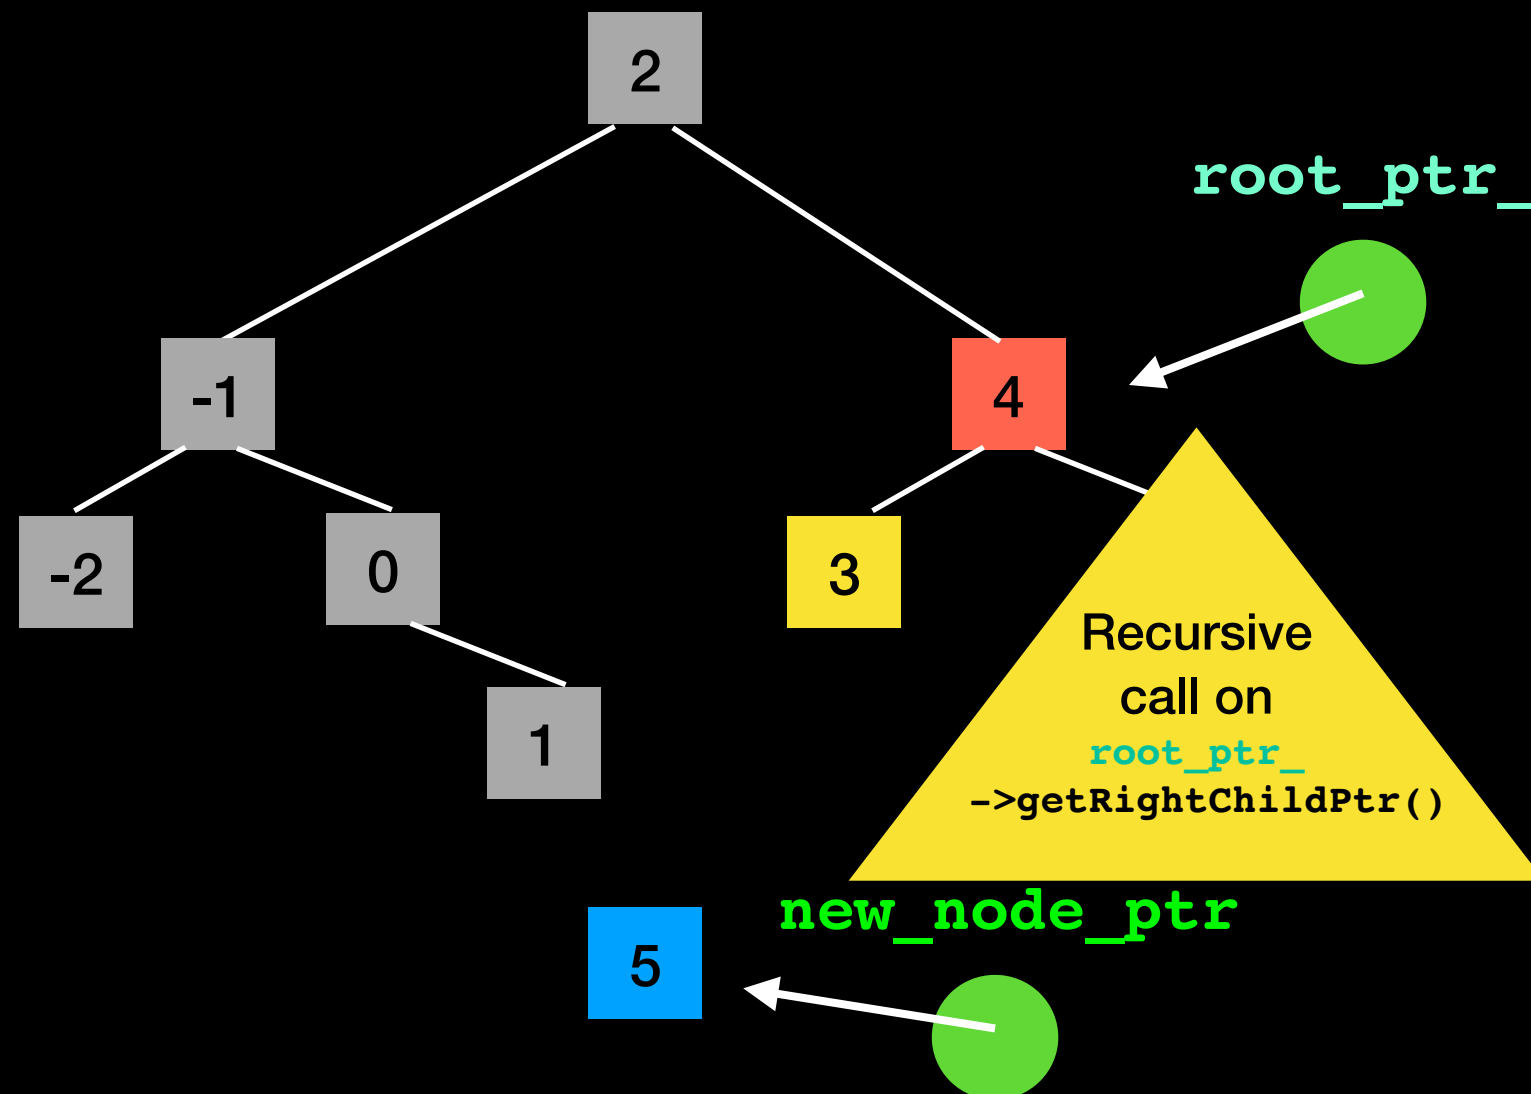 2
root_ptr_
-1
4
-2
0
3
1
Recursive
call on
root_ptr_
->getRightChildPtr()
new_node_ptr
5